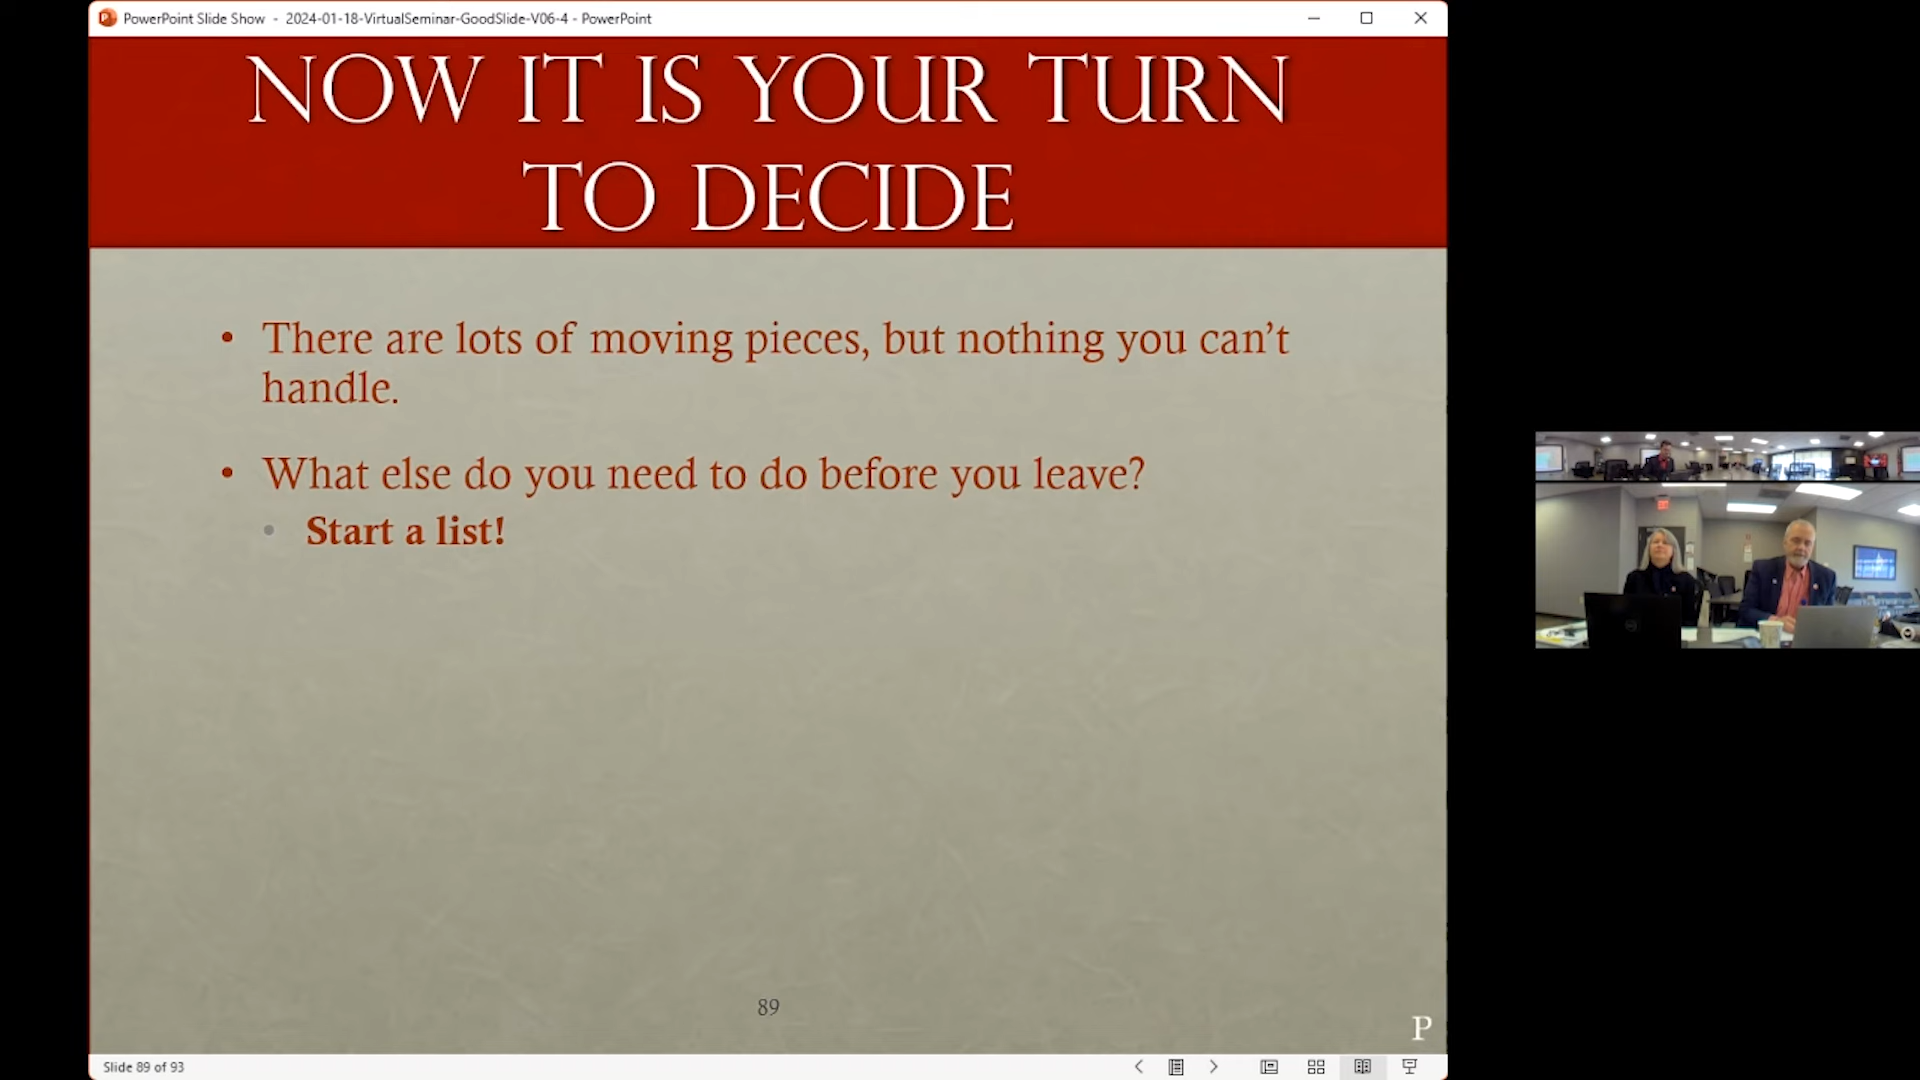 PowerPoint Slide Show - 2024-01-18-VirtualSeminar-GoodSlide-V06-4 - PowerPoint
NOW IT IS YOUR TURN
TO DECIDE
• There are lots of moving pieces, but nothing you can't
handle.
• What else do you need to do before you leave?
• Start a list!
89
P
Slide 89 of 93